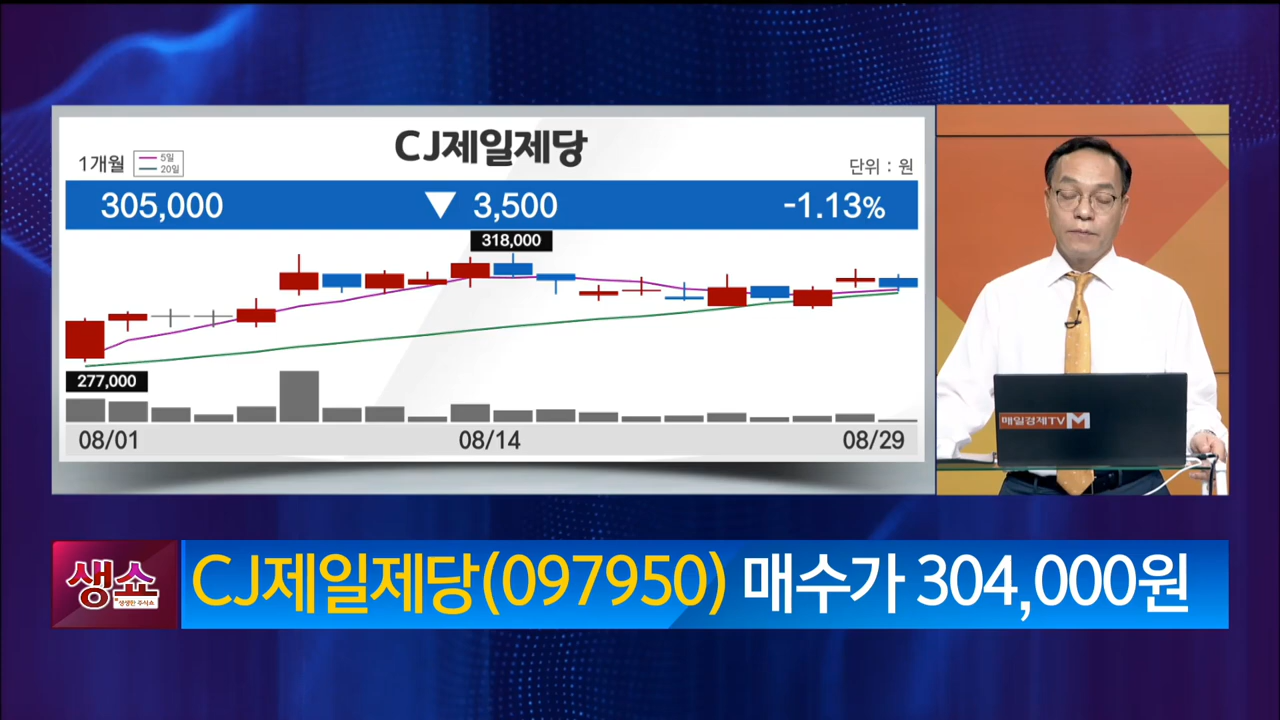 CJ제일제당
1개월
5일
20일
단위 : 원
305,000 ▼ 3,500 -1.13%
318,000
277,000
08/01 08/14 08/29
매일경제TV M
생쇼
생생한 주식쇼
CJ제일제당(097950) 매수가 304,000원